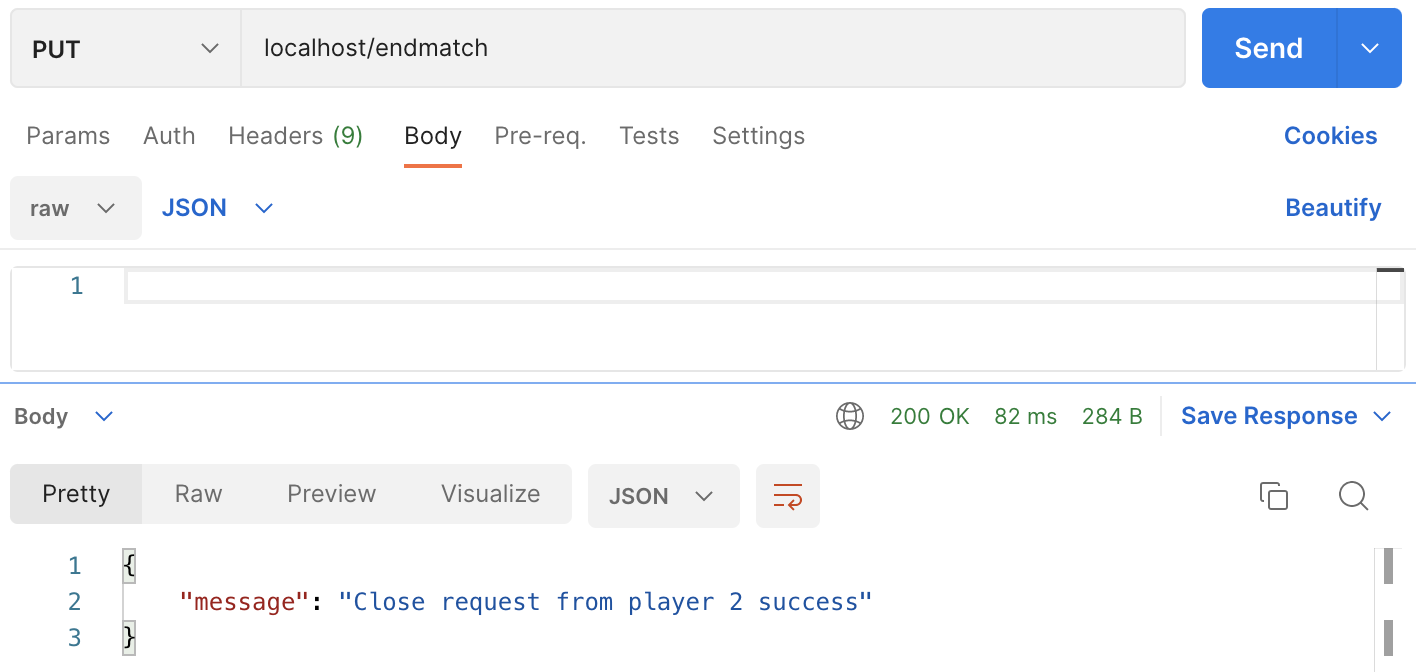 PUT localhost/endmatch Send
Params Auth Headers (9) Body Pre-req. Tests Settings Cookies
raw JSON Beautify
1
Body 200 OK 82 ms 284 B Save Response
Pretty Raw Preview Visualize JSON
1 {
2 "message": "Close request from player 2 success"
3 }